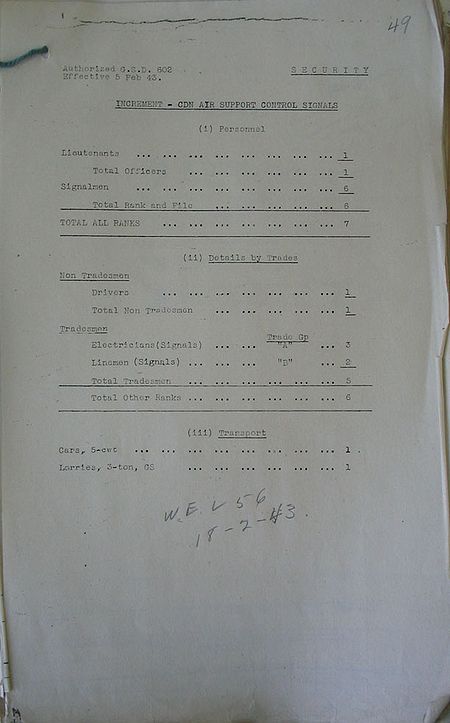 49
Authorized G.S.D. 602
Effective 5 Feb 43.
SECURITY
INCREMENT - CDN AIR SUPPORT CONTROL SIGNALS
(i) Personnel
Lieutenants ... ... ... ... ... ... ... ... 1
Total Officers ... ... ... ... ... ... ... 1
Signalmen ... ... ... ... ... ... ... ... 6
Total Rank and File ... ... ... ... ... 6
TOTAL ALL RANKS ... ... ... ... ... ... ... 7
(ii) Details by Trades
Non Tradesmen
Drivers ... ... ... ... ... ... ... 1
Total Non Tradesmen ... ... ... ... ... 1
Tradesmen
Trade Gp
Electricians(Signals) ... ... "A" ... 3
Linemen (Signals) ... ... ... "D" ... 2
Total Tradesmen ... ... ... ... ... ... 5
Total Other Ranks ... ... ... ... ... ... 6
(iii) Transport
Cars, 5-cwt ... ... ... ... ... ... ... ... 1
Lorries, 3-ton, GS ... ... ... ... ... ... 1
W.E. V 56
18-2-43.